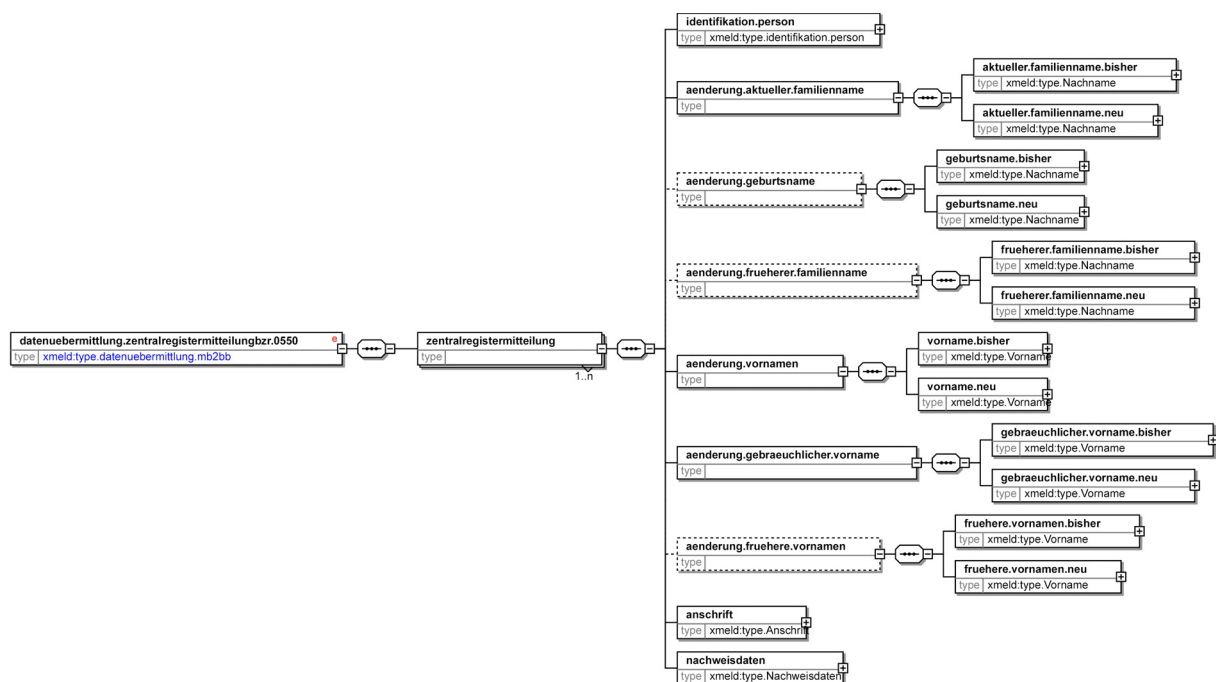 datenuebermittlung.zentralregistermitteilungbzr.0550 e
type xmeld:type.datenuebermittlung.mb2bb
zentralregistermitteilung
type
1..n
identifikation.person
type xmeld:type.identifikation.person
aenderung.aktueller.familienname
type
aktueller.familienname.bisher
type xmeld:type.Nachname
aktueller.familienname.neu
type xmeld:type.Nachname
aenderung.geburtsname
type
geburtsname.bisher
type xmeld:type.Nachname
geburtsname.neu
type xmeld:type.Nachname
aenderung.frueherer.familienname
type
frueherer.familienname.bisher
type xmeld:type.Nachname
frueherer.familienname.neu
type xmeld:type.Nachname
aenderung.vornamen
type
vorname.bisher
type xmeld:type.Vorname
vorname.neu
type xmeld:type.Vorname
aenderung.gebraeuchlicher.vorname
type
gebraeuchlicher.vorname.bisher
type xmeld:type.Vorname
gebraeuchlicher.vorname.neu
type xmeld:type.Vorname
aenderung.fruehere.vornamen
type
fruehere.vornamen.bisher
type xmeld:type.Vorname
fruehere.vornamen.neu
type xmeld:type.Vorname
anschrift
type xmeld:type.Anschrift
nachweisdaten
type xmeld:type.Nachweisdaten